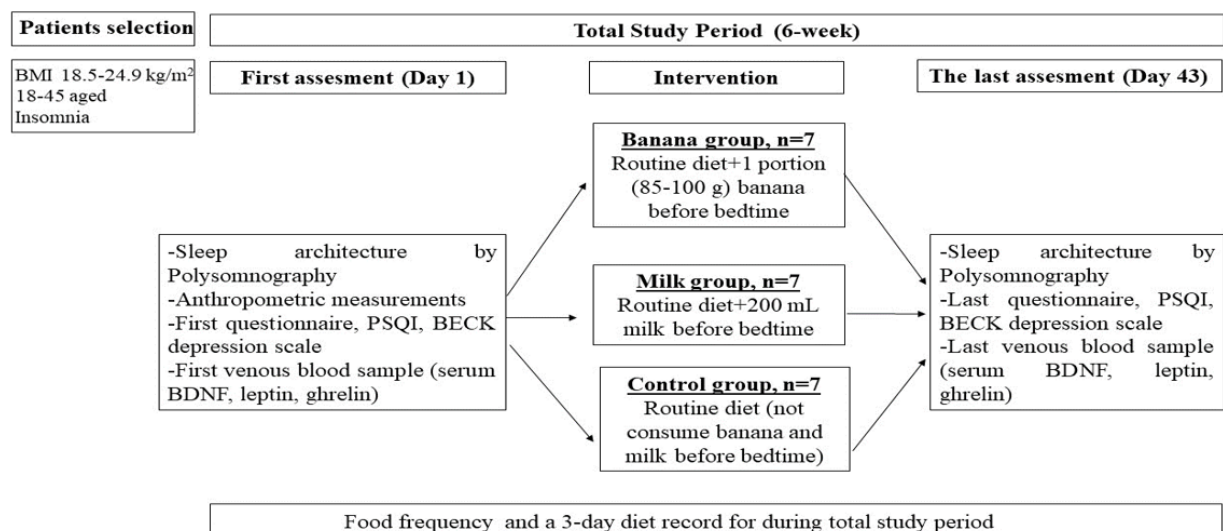 Patients selection
Total Study Period (6-week)
BMI 18.5-24.9 kg/m²
18-45 aged
Insomnia
First assesment (Day 1)
Intervention
The last assesment (Day 43)
Banana group, n=7
Routine diet+1 portion
(85-100 g) banana
before bedtime
-Sleep architecture by
Polysomnography
-Anthropometric measurements
-First questionnaire, PSQI, BECK
depression scale
-First venous blood sample (serum
BDNF, leptin, ghrelin)
Milk group, n=7
Routine diet+200 mL
milk before bedtime
Control group, n=7
Routine diet (not
consume banana and
milk before bedtime)
-Sleep architecture by
Polysomnography
-Last questionnaire, PSQI,
BECK depression scale
-Last venous blood sample
(serum BDNF, leptin,
ghrelin)
Food frequency and a 3-day diet record for during total study period